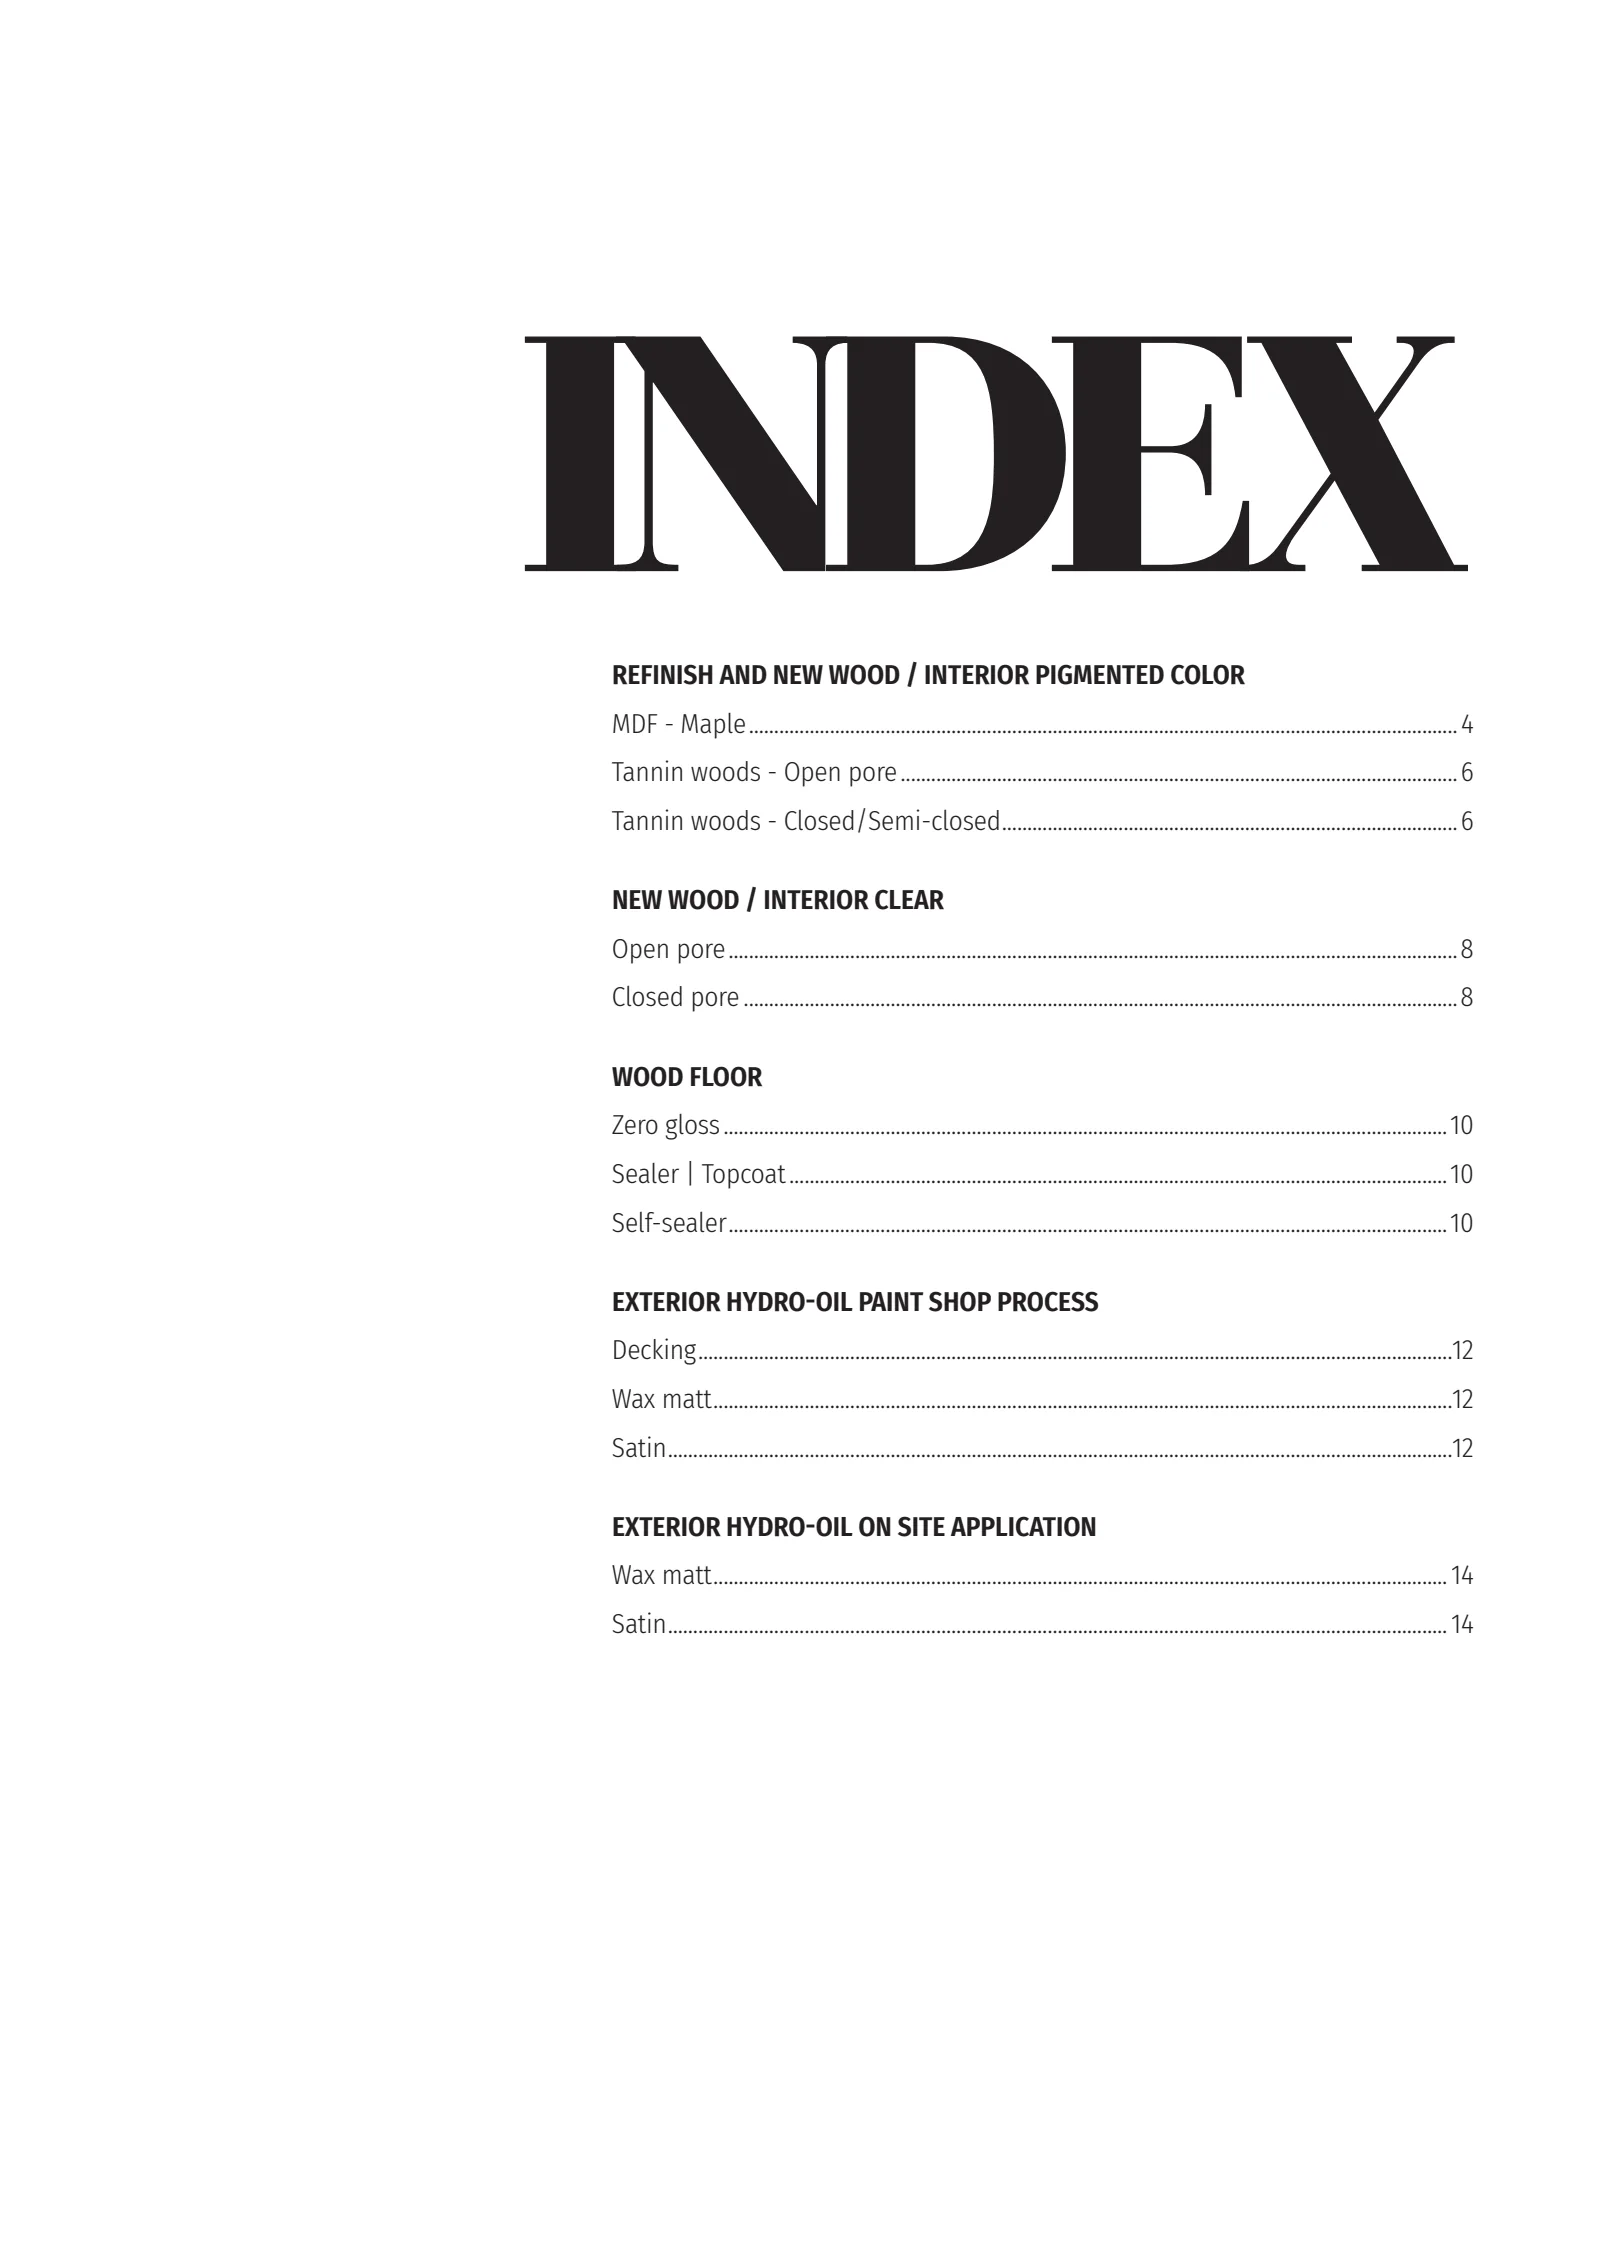 INDEX
REFINISH AND NEW WOOD / INTERIOR PIGMENTED COLOR
MDF - Maple 4
Tannin woods - Open pore 6
Tannin woods - Closed/Semi-closed 6
NEW WOOD / INTERIOR CLEAR
Open pore 8
Closed pore 8
WOOD FLOOR
Zero gloss 10
Sealer | Topcoat 10
Self-sealer 10
EXTERIOR HYDRO-OIL PAINT SHOP PROCESS
Decking 12
Wax matt 12
Satin 12
EXTERIOR HYDRO-OIL ON SITE APPLICATION
Wax matt 14
Satin 14